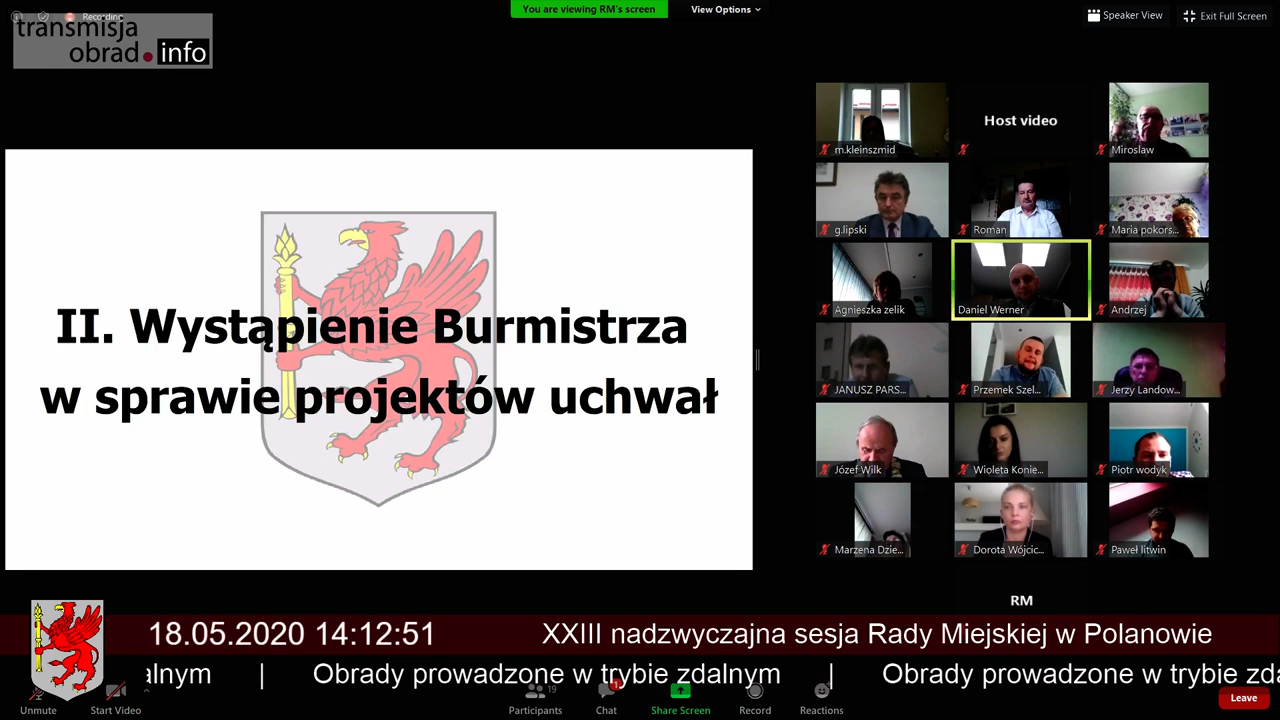 Recording
You are viewing RM's screen
View Options
Speaker View
Exit Full Screen
transmisja
obrad.info
II. Wystąpienie Burmistrza
w sprawie projektów uchwał
m.kleinszmid
Host video
Miroslaw
g.lipski
Roman
Maria pokors...
Agnieszka zelik
Daniel Werner
Andrzej
JANUSZ PARS...
Przemek Szel...
Jerzy Landow...
Józef Wilk
Wioleta Konie...
Piotr wodyk
Marzena Dzie...
Dorota Wójcic...
Paweł litwin
RM
18.05.2020 14:12:51
XXIII nadzwyczajna sesja Rady Miejskiej w Polanowie
alnym | Obrady prowadzone w trybie zdalnym | Obrady prowadzone w trybie zda
19
Unmute
Start Video
Participants
Chat
Share Screen
Record
Reactions
Leave